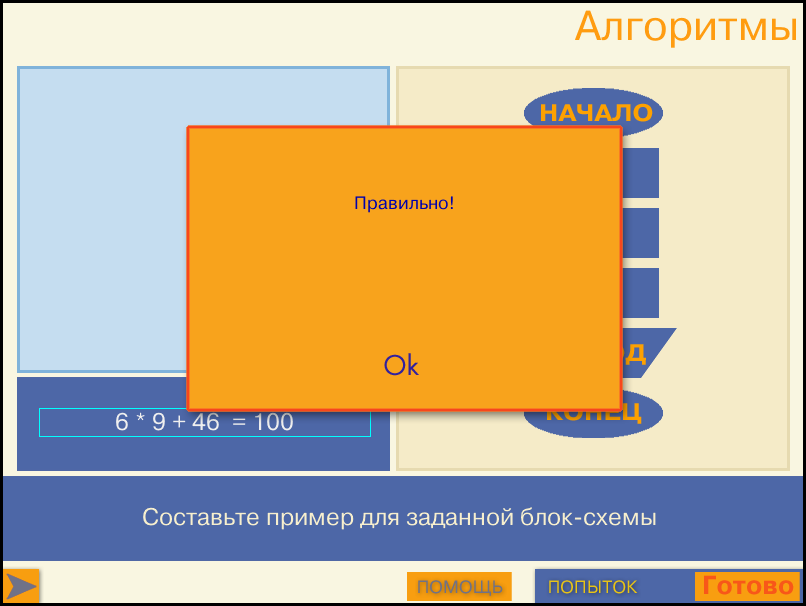 Алгоритмы
НАЧАЛО
Правильно!
Ok
КОНЕЦ
6 * 9 + 46 = 100
Составьте пример для заданной блок-схемы
ПОМОЩЬ
ПОПЫТОК
Готово